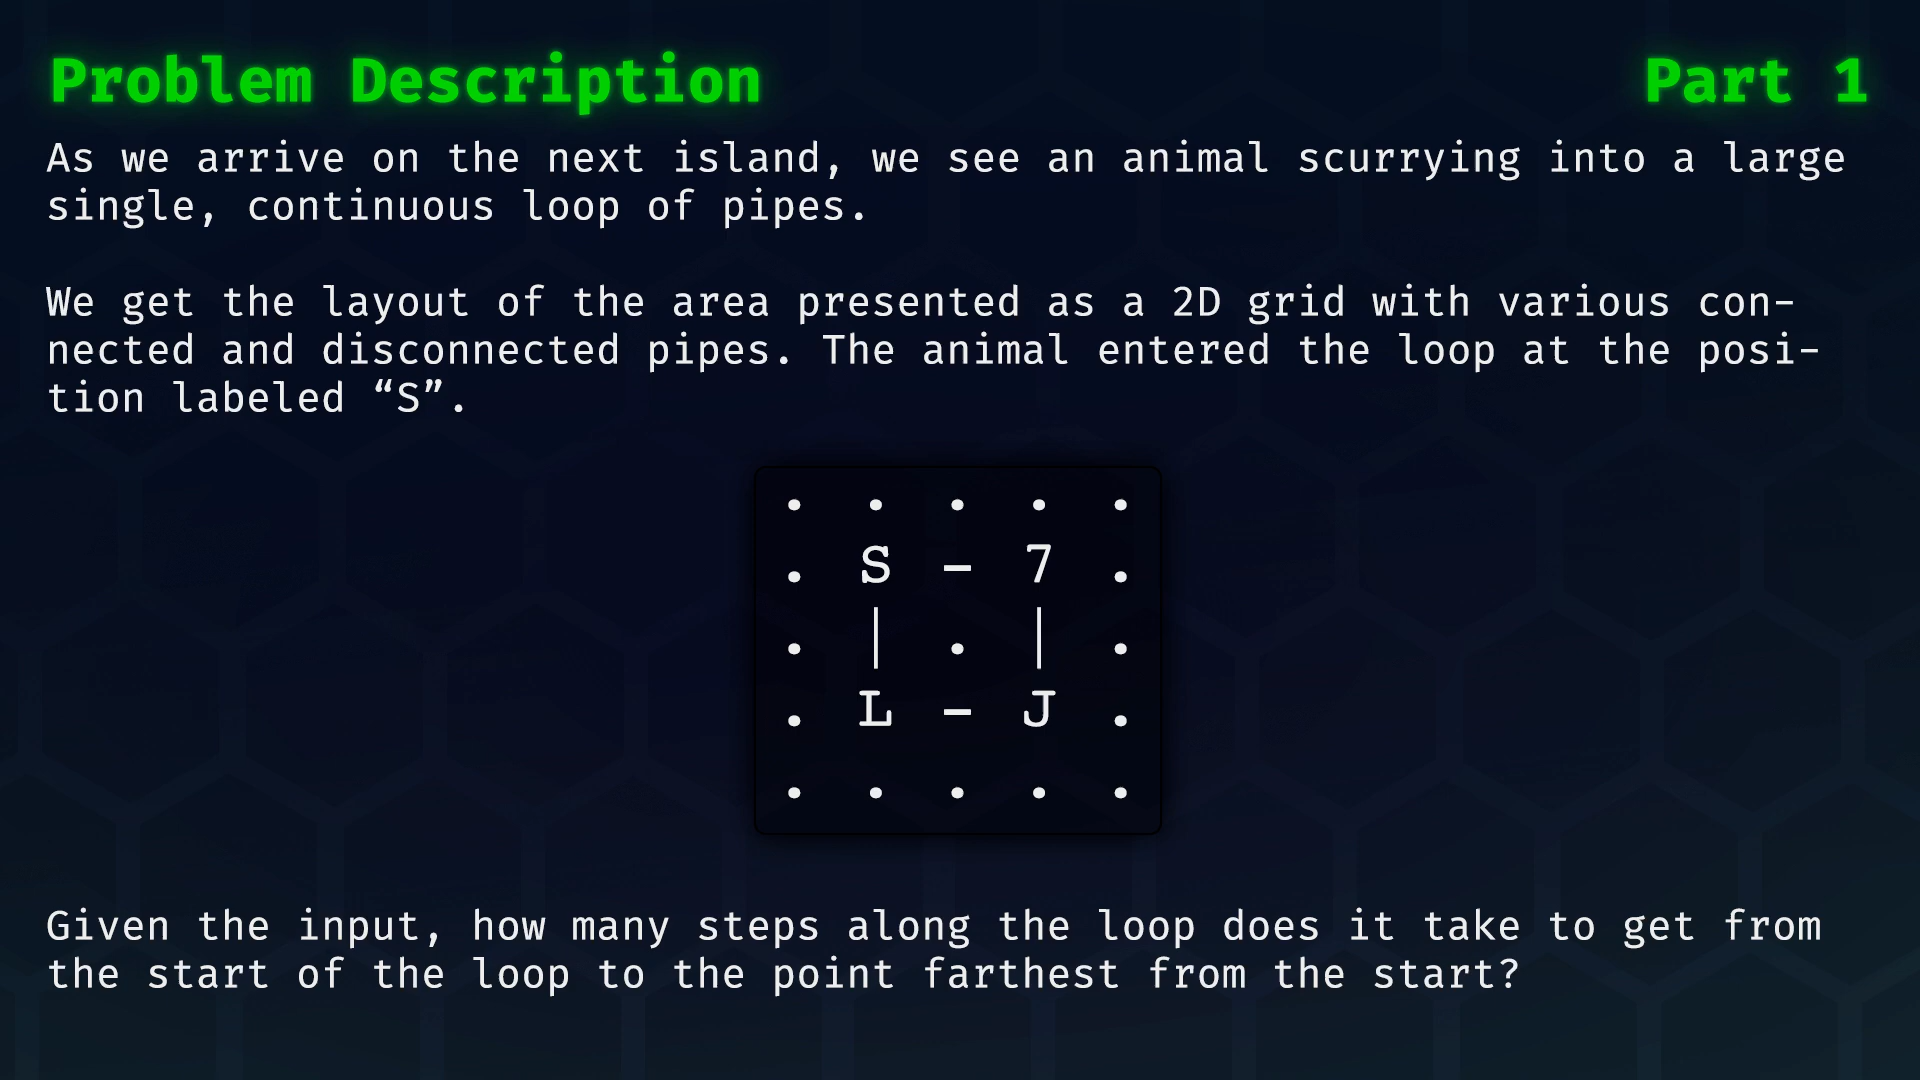 Problem Description Part 1
As we arrive on the next island, we see an animal scurrying into a large
single, continuous loop of pipes.
We get the layout of the area presented as a 2D grid with various con-
nected and disconnected pipes. The animal entered the loop at the posi-
tion labeled “S”.
. . . . .
. S - 7 .
. | . | .
. L - J .
. . . . .
Given the input, how many steps along the loop does it take to get from
the start of the loop to the point farthest from the start?